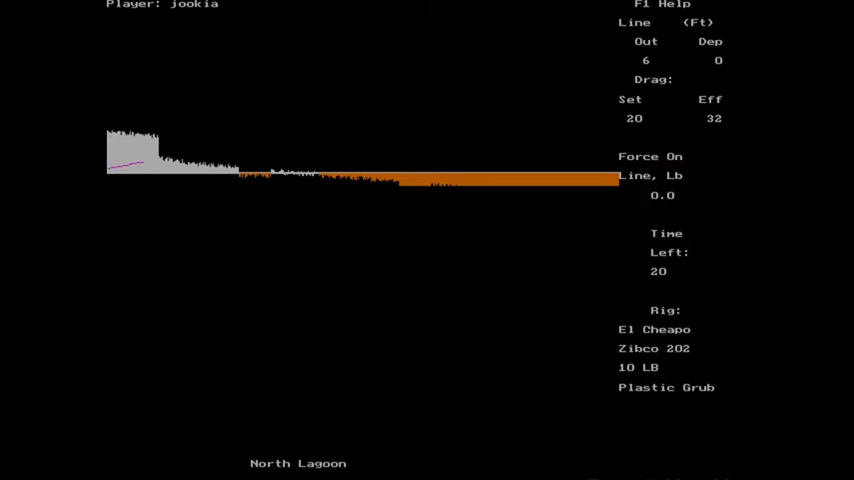 Player: jookia
F1 Help
Line (Ft)
Out Dep
6 0
Drag:
Set Eff
20 32
Force On
Line, Lb
0.0
Time
Left:
20
Rig:
El Cheapo
Zibco 202
10 LB
Plastic Grub
North Lagoon